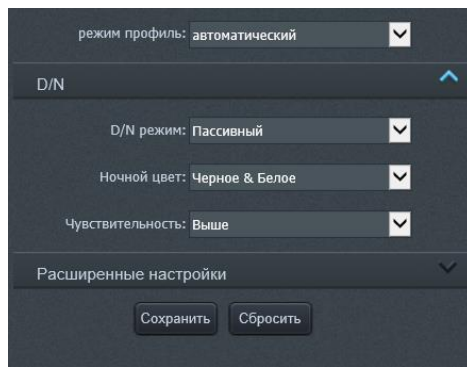 режим профиль: автоматический
D/N
D/N режим: Пассивный
Ночной цвет: Черное & Белое
Чувствительность: Выше
Расширенные настройки
Сохранить Сбросить